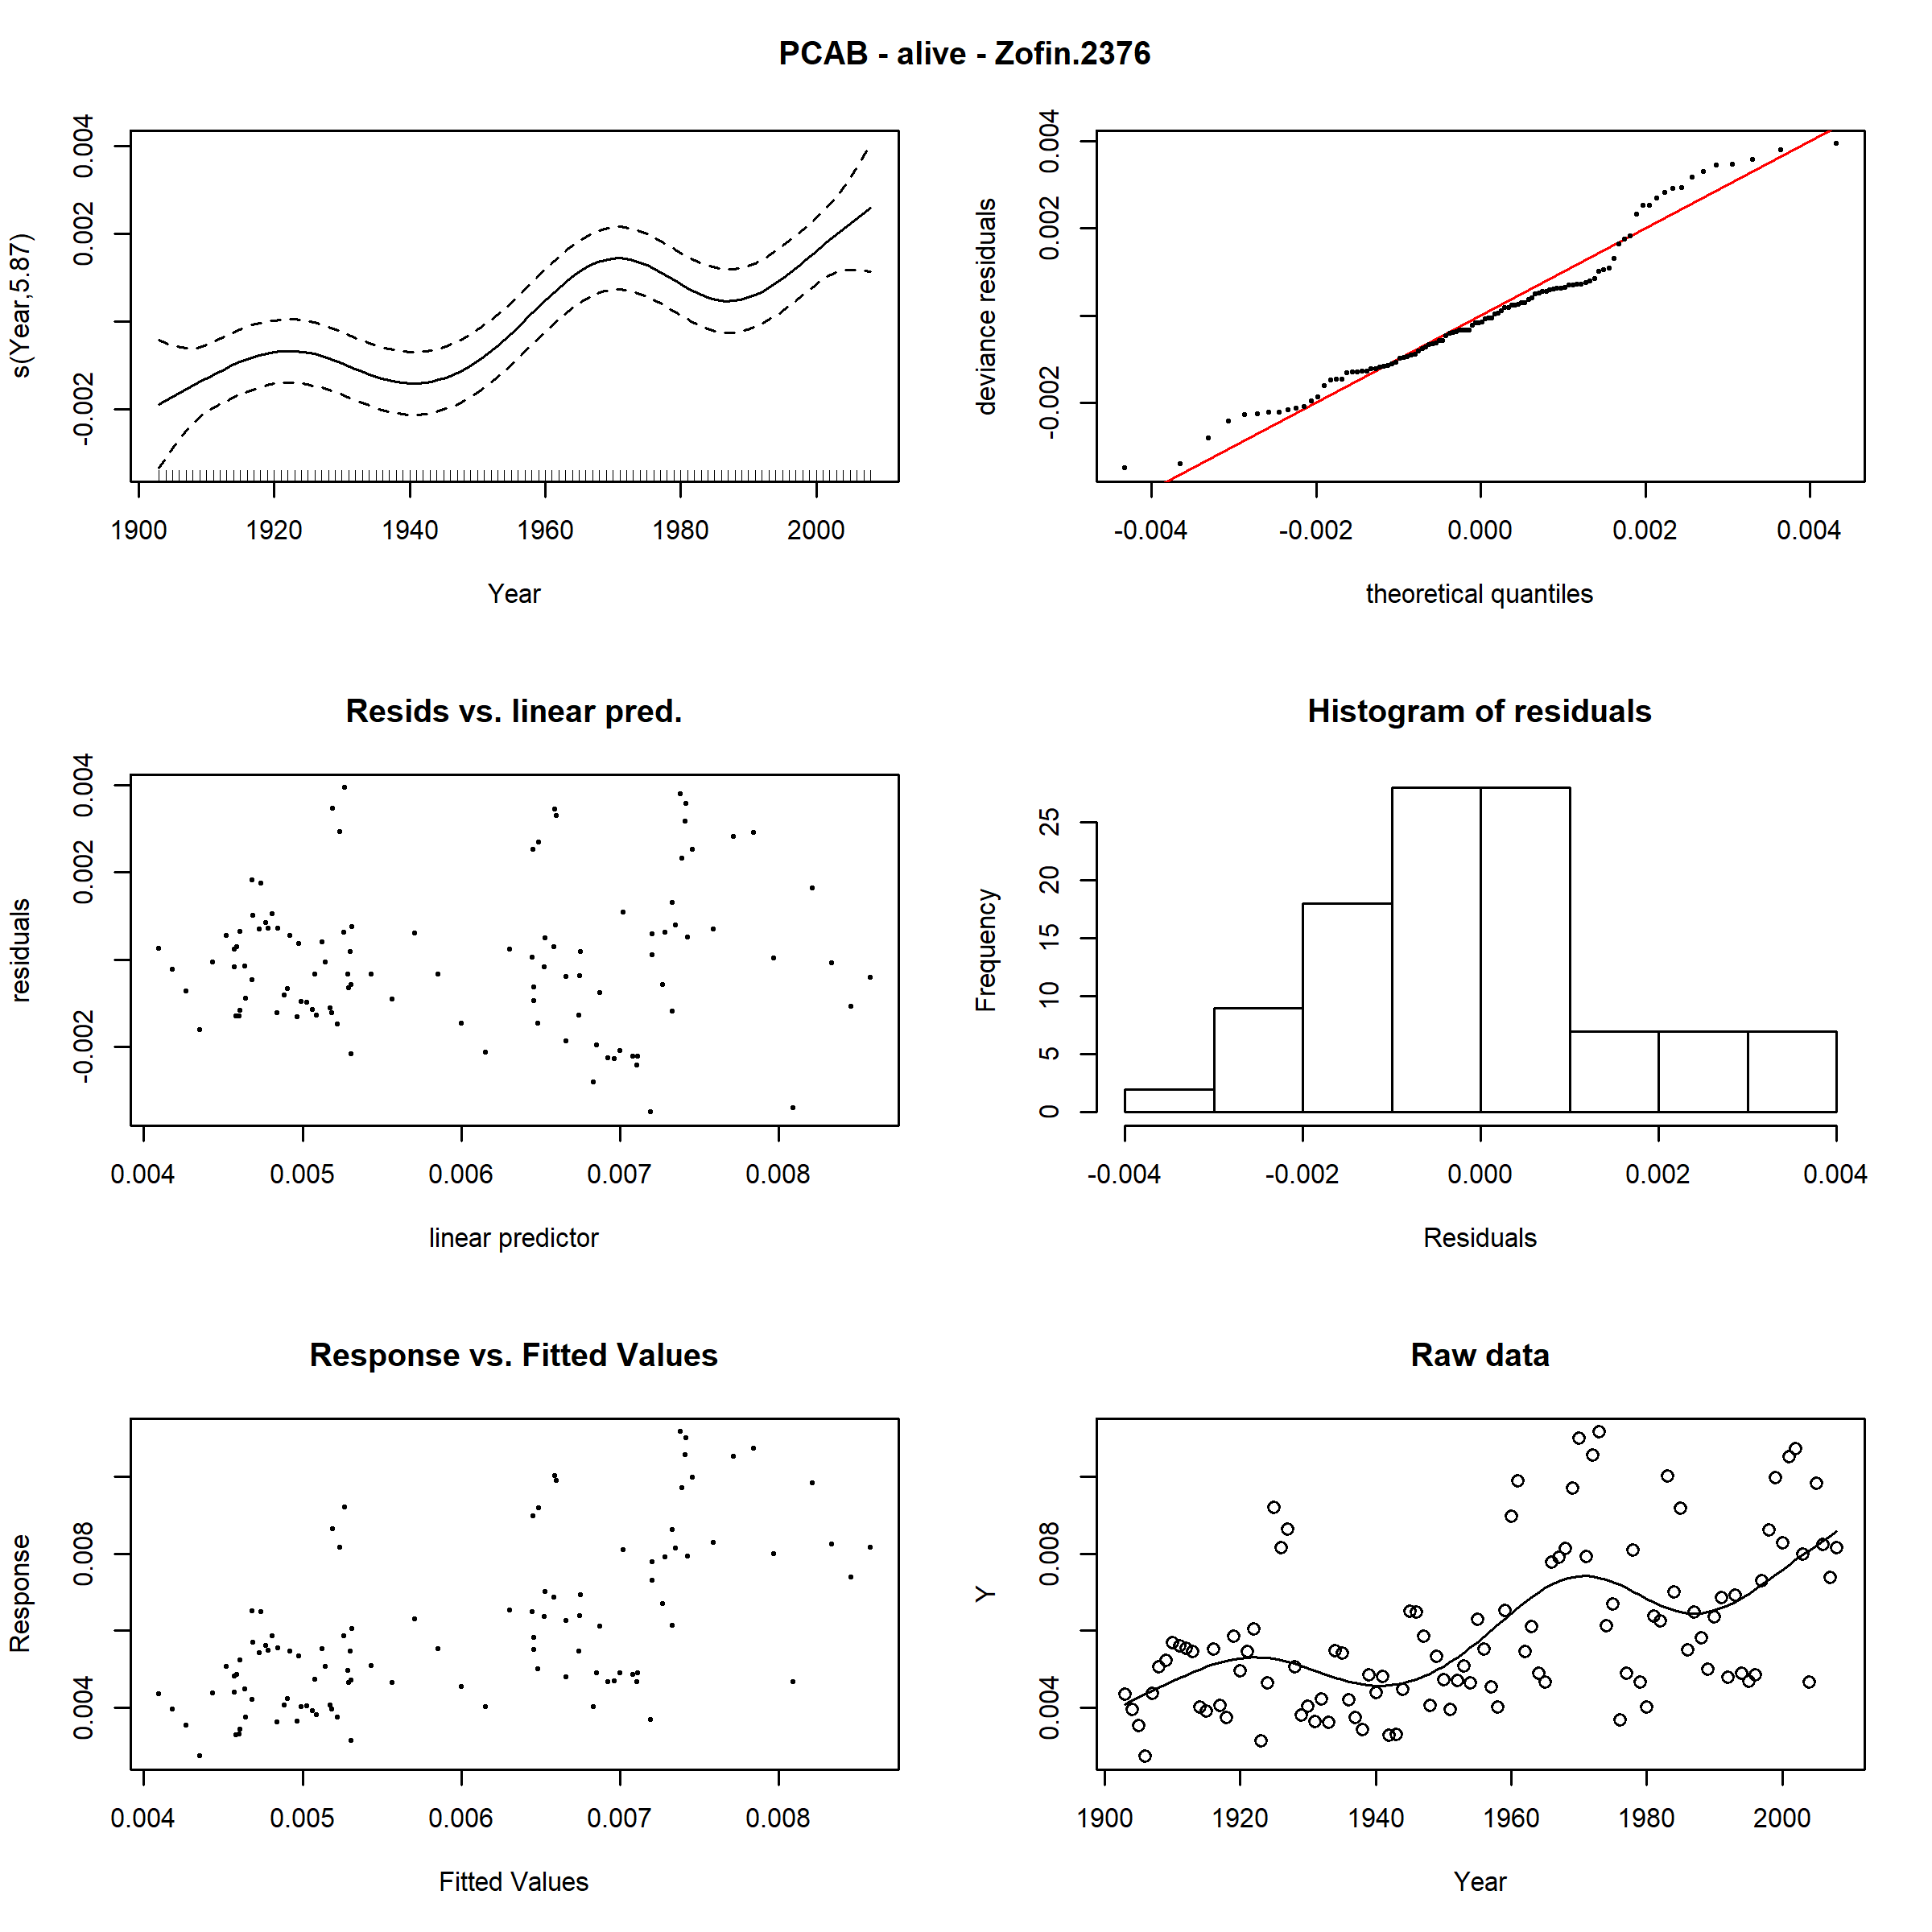 PCAB - alive - Zofin.2376
s(Year,5.87)
-0.002 0.002 0.004
1900 1920 1940 1960 1980 2000
Year
deviance residuals
-0.002 0.002 0.004
-0.004 -0.002 0.000 0.002 0.004
theoretical quantiles
Resids vs. linear pred.
residuals
-0.002 0.002 0.004
0.004 0.005 0.006 0.007 0.008
linear predictor
Histogram of residuals
Frequency
0 5 10 15 20 25
-0.004 -0.002 0.000 0.002 0.004
Residuals
Response vs. Fitted Values
Response
0.004 0.008
0.004 0.005 0.006 0.007 0.008
Fitted Values
Raw data
Y
0.004 0.008
1900 1920 1940 1960 1980 2000
Year